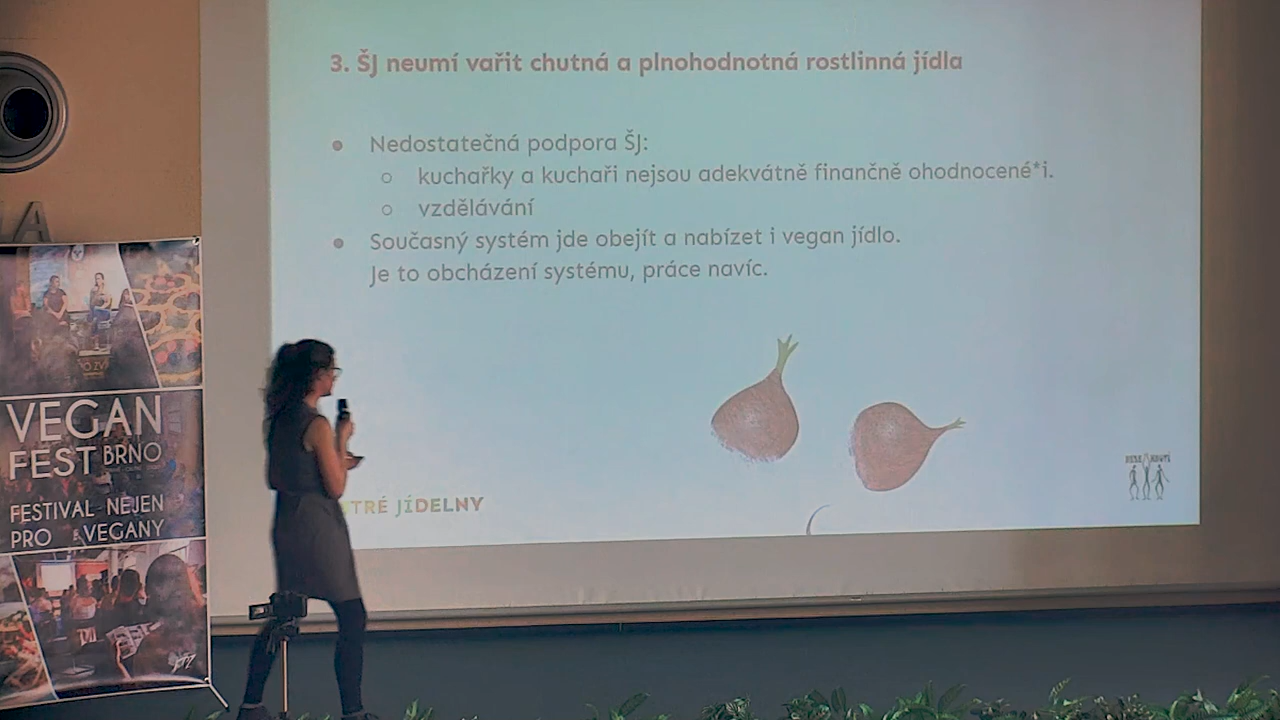 3. ŠJ neumí vařit chutná a plnohodnotná rostlinná jídla
Nedostatečná podpora ŠJ:
kuchařky a kuchaři nejsou adekvátně finančně ohodnocené*i.
vzdělávání
Současný systém jde obejít a nabízet i vegan jídlo.
Je to obcházení systému, práce navíc.
TRÉ JÍDELNY
A
VEGAN
FEST BRNO
FESTIVAL NEJEN
PRO VEGANY